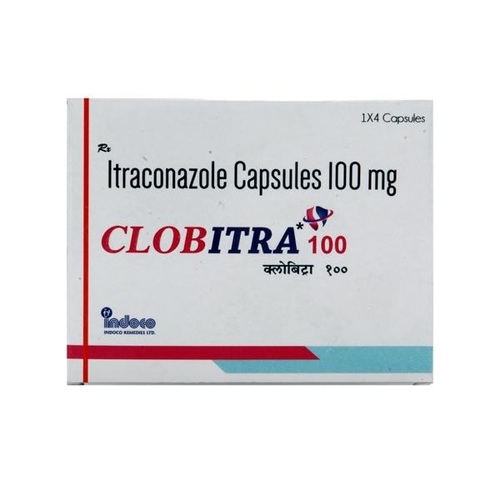 1X4 Capsules
Rx
Itraconazole Capsules 100 mg
CLOBITRA* 100
क्लोबिट्रा १००
indoco
INDOCO REMEDIES LTD.